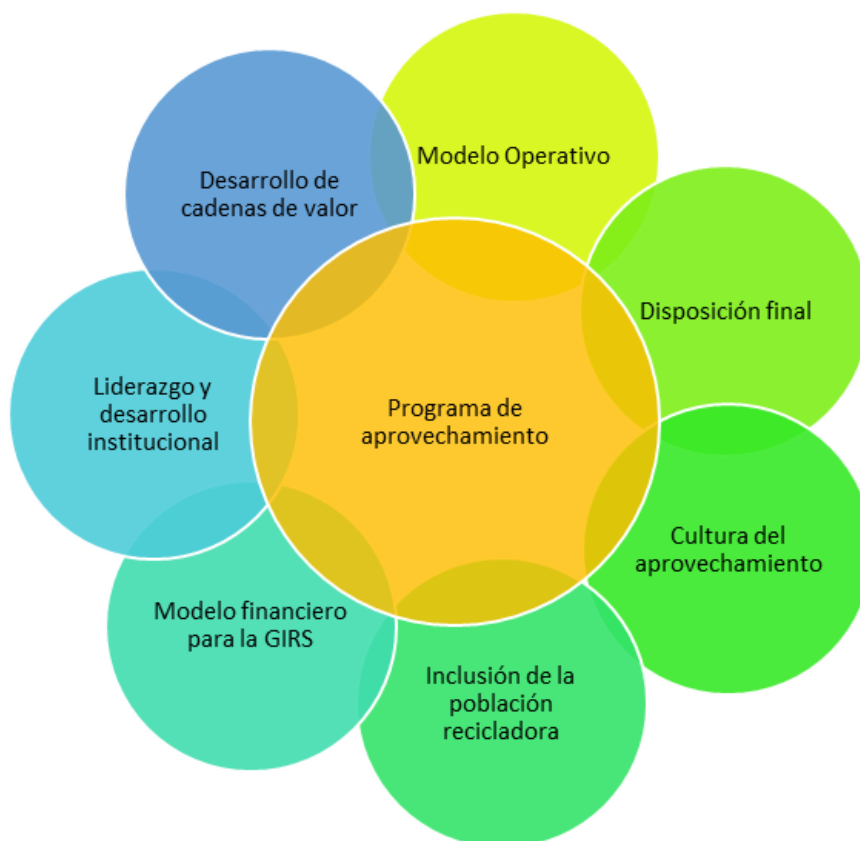 Modelo Operativo
Desarrollo de
cadenas de valor
Disposición final
Liderazgo y
desarrollo
institucional
Programa de
aprovechamiento
Cultura del
aprovechamiento
Modelo financiero
para la GIRS
Inclusión de la
población
recicladora